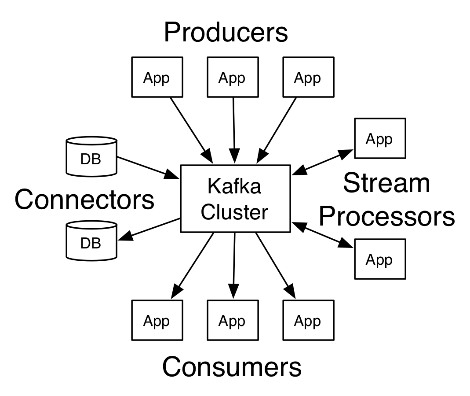 Producers
App
App
App
DB
App
Kafka
Cluster
Connectors
Stream
Processors
DB
App
App
App
App
Consumers